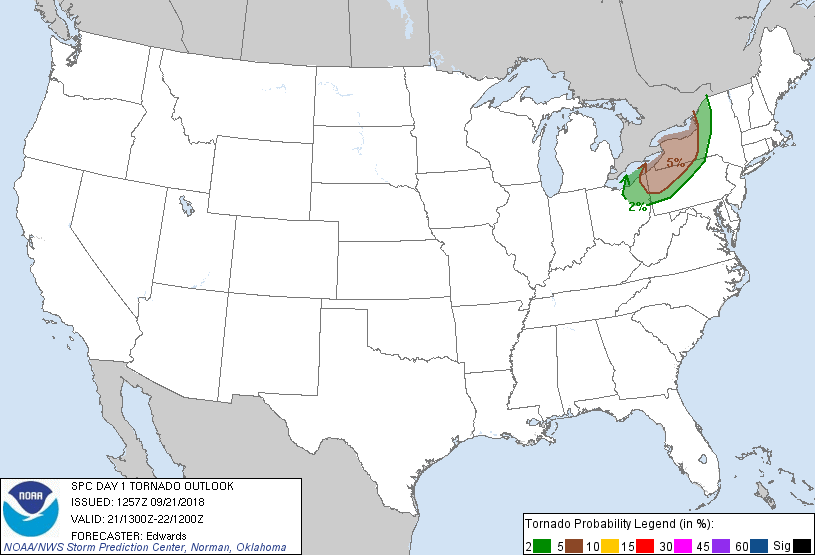 5%
2%
NOAA
SPC DAY 1 TORNADO OUTLOOK
ISSUED: 1257Z 09/21/2018
VALID: 21/1300Z-22/1200Z
FORECASTER: Edwards
NOAA/NWS Storm Prediction Center, Norman, Oklahoma
Tornado Probability Legend (in %):
2 5 10 15 30 45 60 Sig